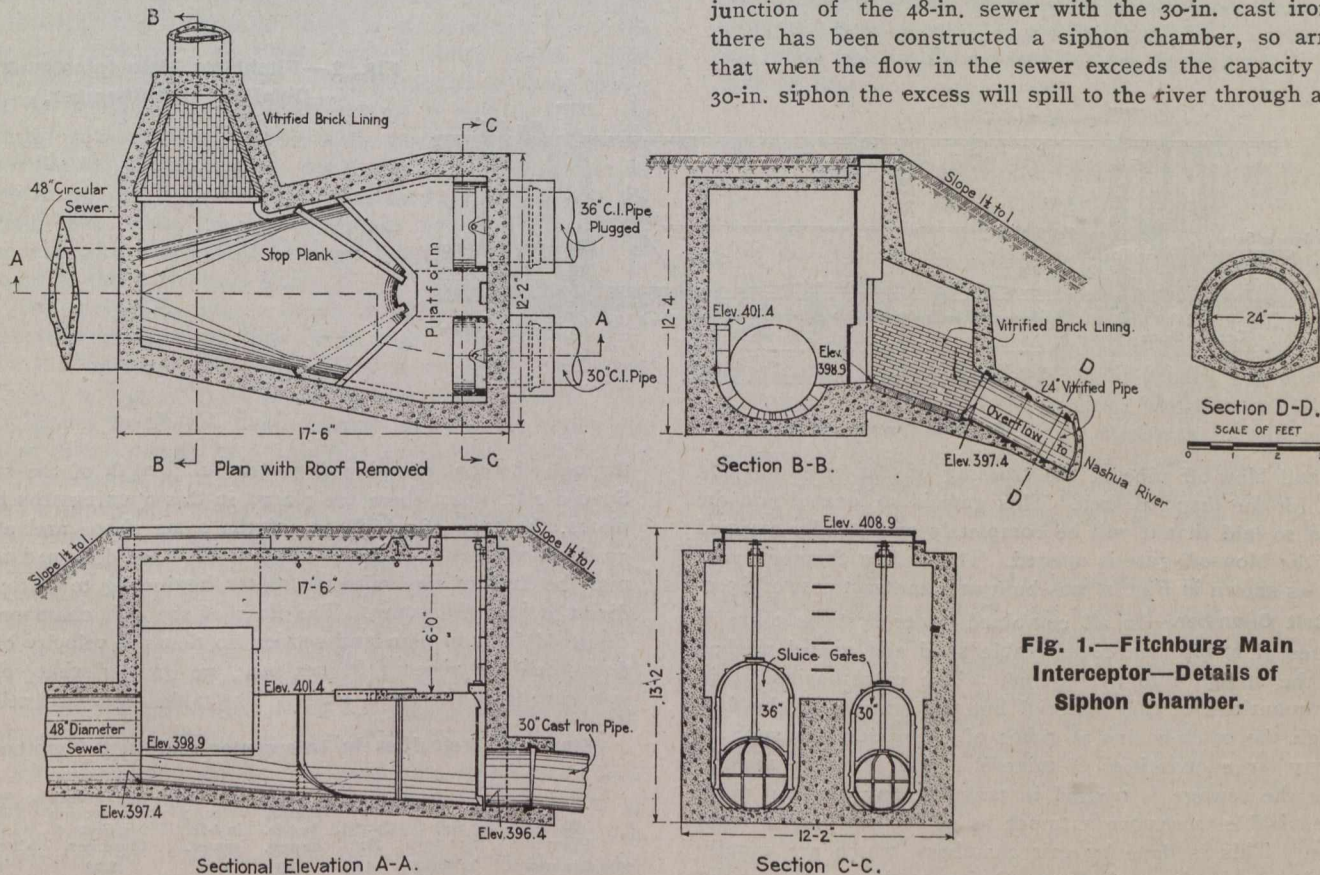 junction of the 48-in. sewer with the 30-in. cast iron
there has been constructed a siphon chamber, so
that when the flow in the sewer exceeds the capacity
30-in. siphon the excess will spill to the river through a
B
Vitrified Brick Lining
C
48" Circular
Sewer.
36" C.I. Pipe
Plugged
Stop Plank
Platform
12'-2"
A
A
30" C.I. Pipe
17'-6"
B
C
Plan with Roof Removed
Slope 1½ to 1
12'-4
Elev. 401.4
Vitrified Brick Lining.
Elev.
398.9
D
24" Vitrified Pipe
Overflow to
Nashua River
Elev. 397.4
D
Section B-B.
24"
Section D-D.
SCALE OF FEET
0 1 2
Slope 1½ to 1
Slope 1½ to 1
17'-6"
6'-0"
Elev. 401.4
48" Diameter
Sewer.
Elev 398.9
30" Cast Iron Pipe.
Elev. 397.4
Elev. 396.4
Sectional Elevation A-A.
Elev. 408.9
13'-2"
Sluice Gates
36"
30"
12'-2"
Section C-C.
Fig. 1.—Fitchburg Main
Interceptor—Details of
Siphon Chamber.